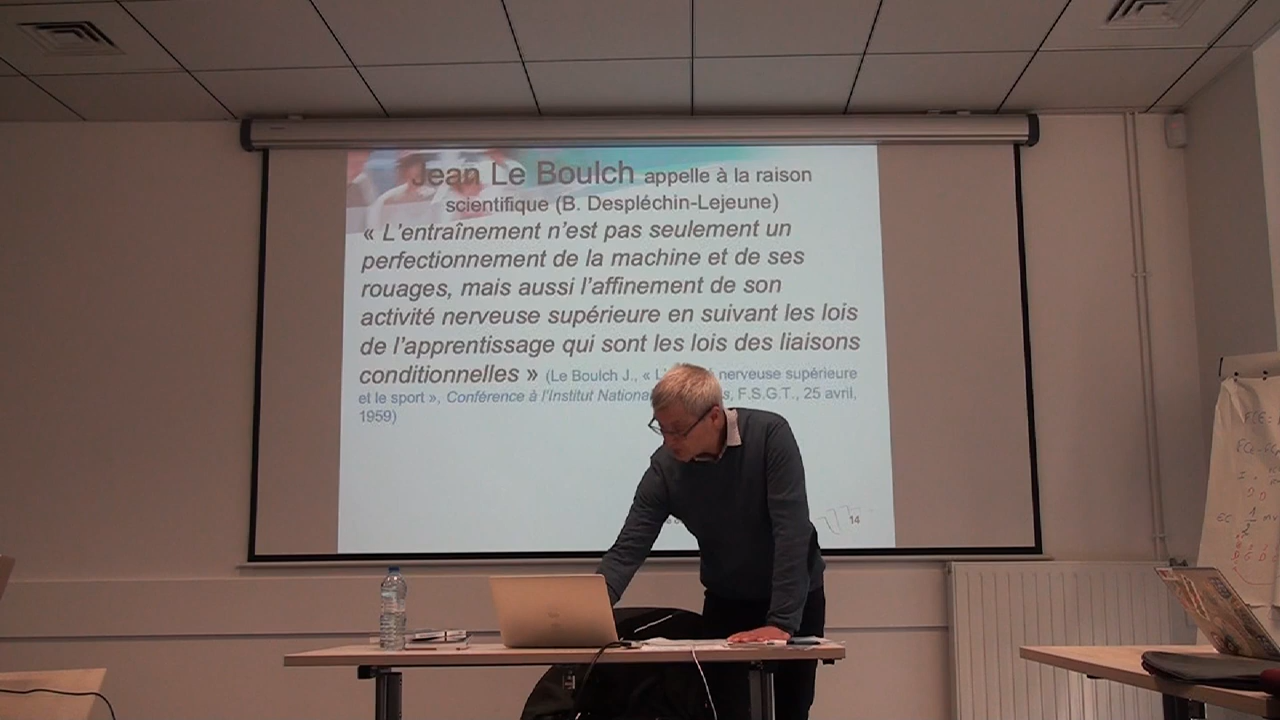 Jean Le Boulch appelle à la raison
scientifique (B. Despléchin-Lejeune)
« L’entraînement n’est pas seulement un
perfectionnement de la machine et de ses
rouages, mais aussi l’affinement de son
activité nerveuse supérieure en suivant les lois
de l’apprentissage qui sont les lois des liaisons
conditionnelles » (Le Boulch J., « nerveuse supérieure
et le sport », Conférence à l’Institut F.S.G.T., 25 avril,
1959)
14